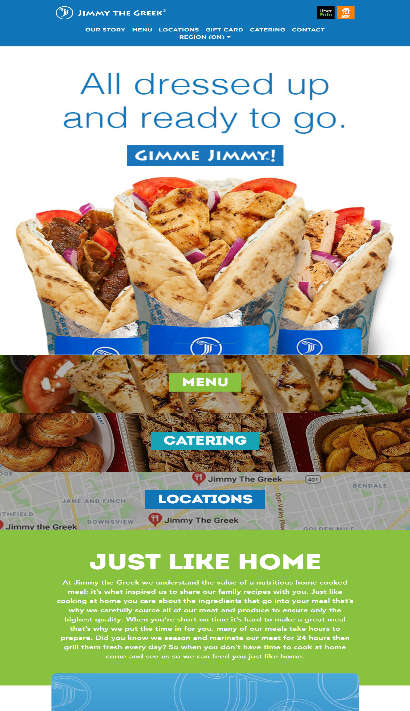 JIMMY THE GREEK
Uber Eats
OUR STORY MENU LOCATIONS GIFT CARD CATERING CONTACT
REGION (ON)
All dressed up
and ready to go.
GIMME JIMMY!
MENU
CATERING
Jimmy The Greek
401
BENDALE
JANE AND FINCH
LOCATIONS
DOWNSVIEW
Jimmy The Greek
Jimmy the Greek
GOLDEN MILE
JUST LIKE HOME
At Jimmy the Greek we understand the value of a nutritious home cooked
meal; it's what inspired us to share our family recipes with you. Just like
cooking at home you care about the ingredients that go into your meal that's
why we carefully source all of our meat and produce to ensure only the
highest quality. When you're short on time it's hard to make a great meal
that's why we put the time in for you, many of our meals take hours to
prepare. Did you know we season and marinate our meat for 24 hours then
grill them fresh every day? So when you don't have time to cook at home
come and see us so we can feed you just like home.